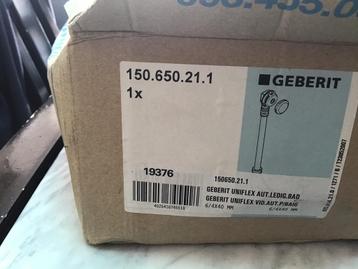 150.650.21.1
1x
GEBERIT
19376
150650.21.1
GEBERIT UNIFLEX AUT.LEDIG.BAD
GEBERIT UNIFLEX VID.AUT.P/BAIG
6/4X40 MM 6/4X40 MM